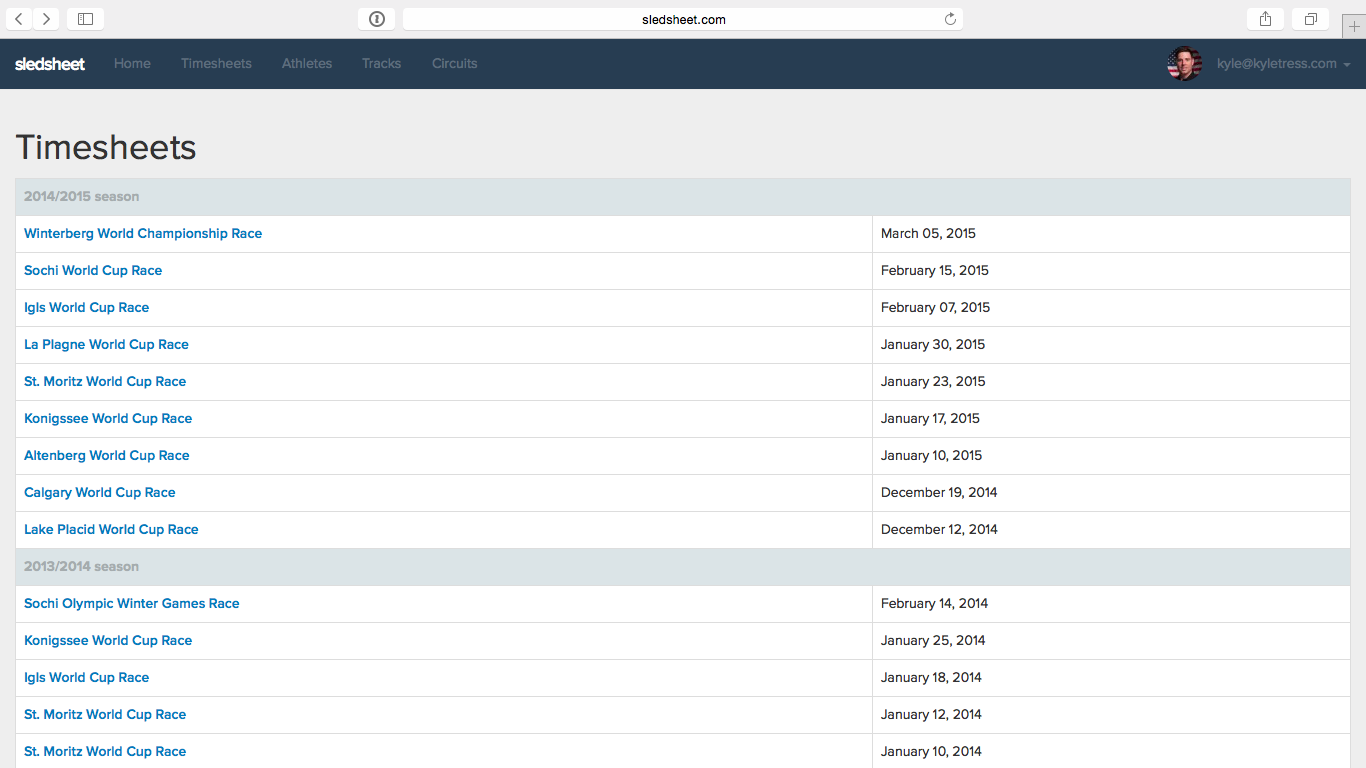 sledsheet.com
sledsheet Home Timesheets Athletes Tracks Circuits kyle@kyletress.com
Timesheets
2014/2015 season
Winterberg World Championship Race March 05, 2015
Sochi World Cup Race February 15, 2015
Igls World Cup Race February 07, 2015
La Plagne World Cup Race January 30, 2015
St. Moritz World Cup Race January 23, 2015
Konigssee World Cup Race January 17, 2015
Altenberg World Cup Race January 10, 2015
Calgary World Cup Race December 19, 2014
Lake Placid World Cup Race December 12, 2014
2013/2014 season
Sochi Olympic Winter Games Race February 14, 2014
Konigssee World Cup Race January 25, 2014
Igls World Cup Race January 18, 2014
St. Moritz World Cup Race January 12, 2014
St. Moritz World Cup Race January 10, 2014